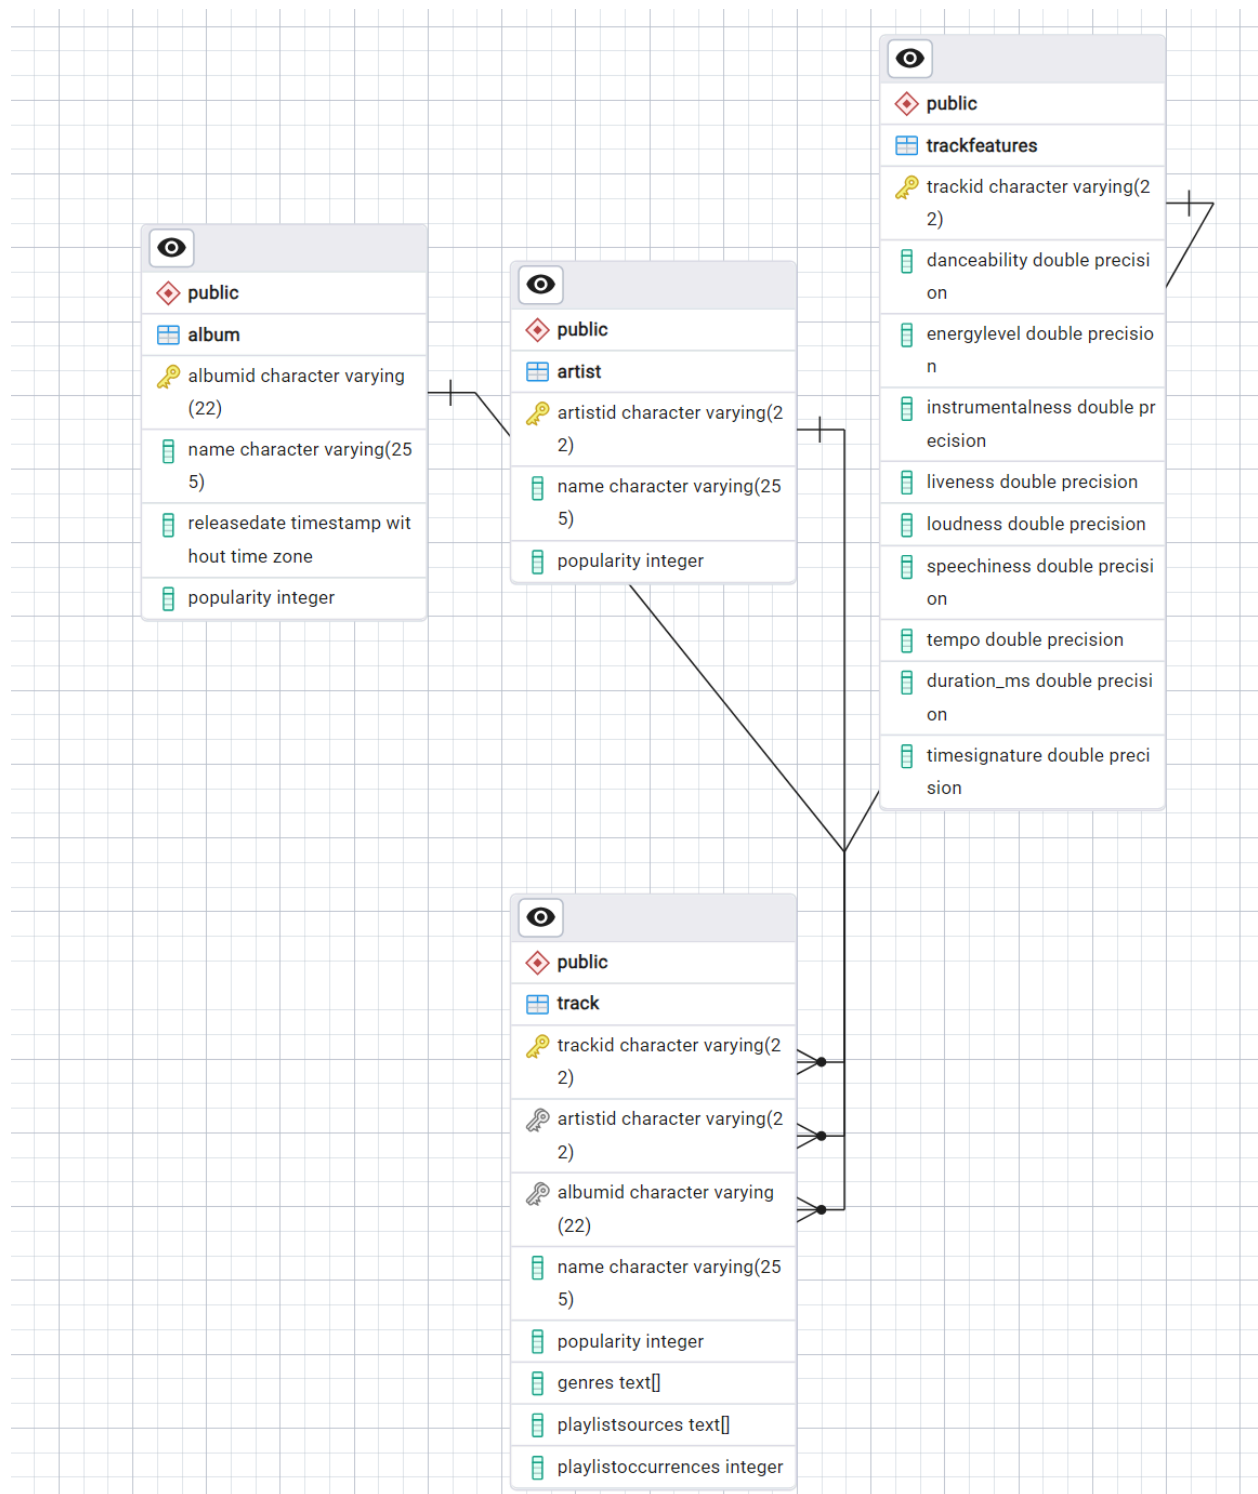 public
album
albumid character varying
(22)
name character varying(25
5)
releasedate timestamp wit
hout time zone
popularity integer
public
artist
artistid character varying(2
2)
name character varying(25
5)
popularity integer
public
trackfeatures
trackid character varying(2
2)
danceability double precisi
on
energylevel double precisio
n
instrumentalness double pr
ecision
liveness double precision
loudness double precision
speechiness double precisi
on
tempo double precision
duration_ms double precisi
on
timesignature double preci
sion
public
track
trackid character varying(2
2)
artistid character varying(2
2)
albumid character varying
(22)
name character varying(25
5)
popularity integer
genres text[]
playlistsources text[]
playlistoccurrences integer